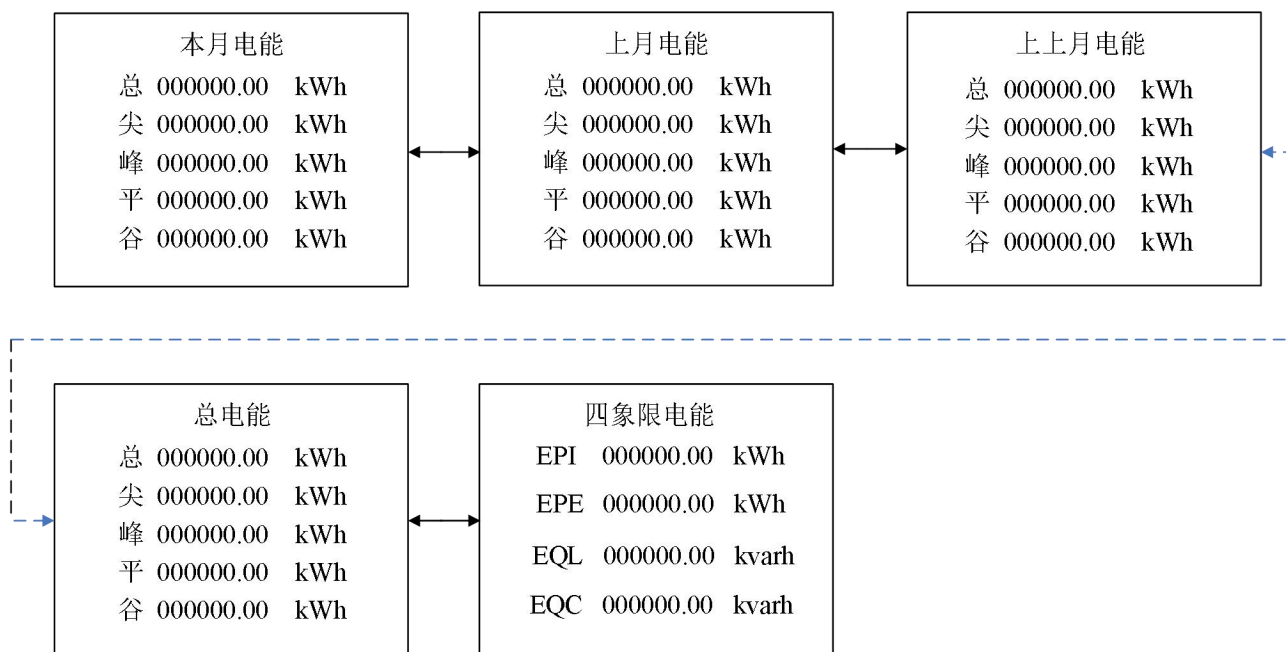 本月电能
总 000000.00 kWh
尖 000000.00 kWh
峰 000000.00 kWh
平 000000.00 kWh
谷 000000.00 kWh
上月电能
总 000000.00 kWh
尖 000000.00 kWh
峰 000000.00 kWh
平 000000.00 kWh
谷 000000.00 kWh
上上月电能
总 000000.00 kWh
尖 000000.00 kWh
峰 000000.00 kWh
平 000000.00 kWh
谷 000000.00 kWh
总电能
总 000000.00 kWh
尖 000000.00 kWh
峰 000000.00 kWh
平 000000.00 kWh
谷 000000.00 kWh
四象限电能
EPI 000000.00 kWh
EPE 000000.00 kWh
EQL 000000.00 kvarh
EQC 000000.00 kvarh